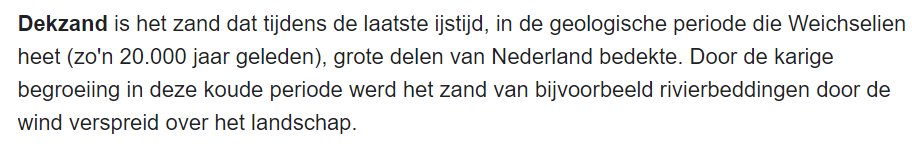 Dekzand is het zand dat tijdens de laatste ijstijd, in de geologische periode die Weichselien
heet (zo'n 20.000 jaar geleden), grote delen van Nederland bedekte. Door de karige
begroeiing in deze koude periode werd het zand van bijvoorbeeld rivierbeddingen door de
wind verspreid over het landschap.